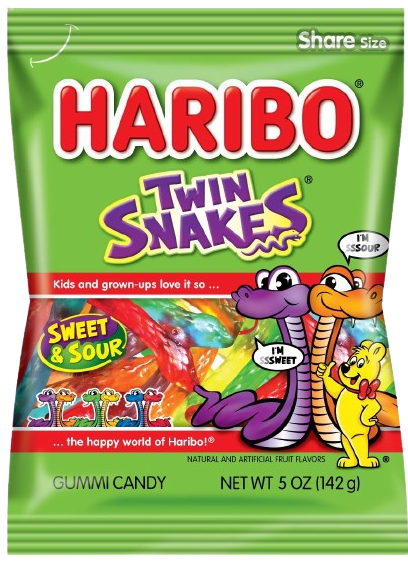 Share Size
HARIBO®
TWIN
SNAKES®
I'M
SSSOUR
Kids and grown-ups love it so ...
SWEET
& SOUR
I'M
SSSWEET
... the happy world of Haribo!®
NATURAL AND ARTIFICIAL FRUIT FLAVORS
®
GUMMI CANDY NET WT 5 OZ (142 g)